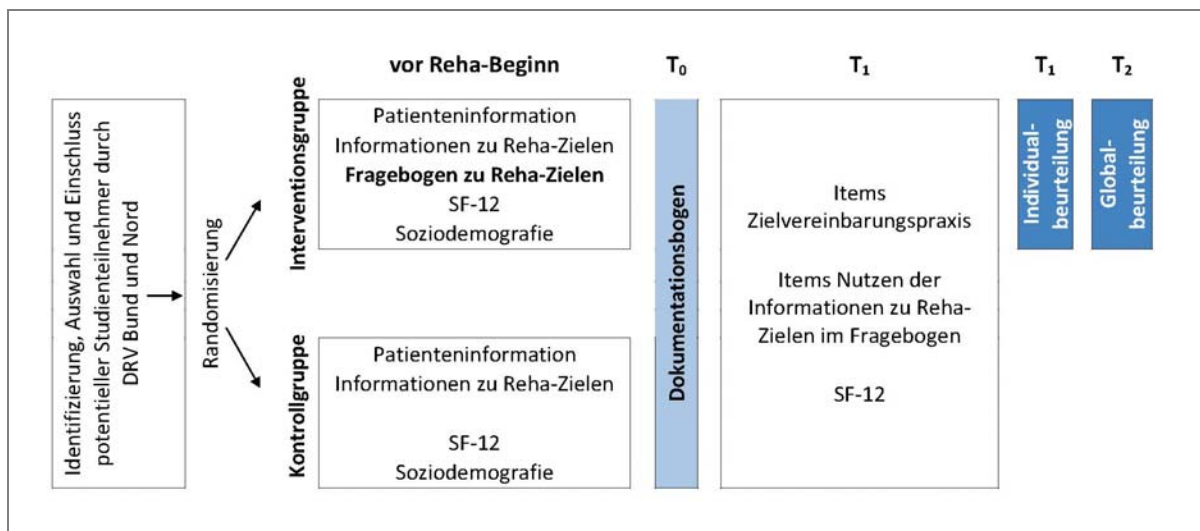 vor Reha-Beginn
T0
T1
T1
T2
Identifizierung, Auswahl und Einschluss
potentieller Studienteilnehmer durch
DRV Bund und Nord
Randomisierung
Interventionsgruppe
Patienteninformation
Informationen zu Reha-Zielen
Fragebogen zu Reha-Zielen
SF-12
Soziodemografie
Kontrollgruppe
Patienteninformation
Informationen zu Reha-Zielen
SF-12
Soziodemografie
Dokumentationsbogen
Items
Zielvereinbarungspraxis
Items Nutzen der
Informationen zu Reha-
Zielen im Fragebogen
SF-12
Individual-
beurteilung
Global-
beurteilung